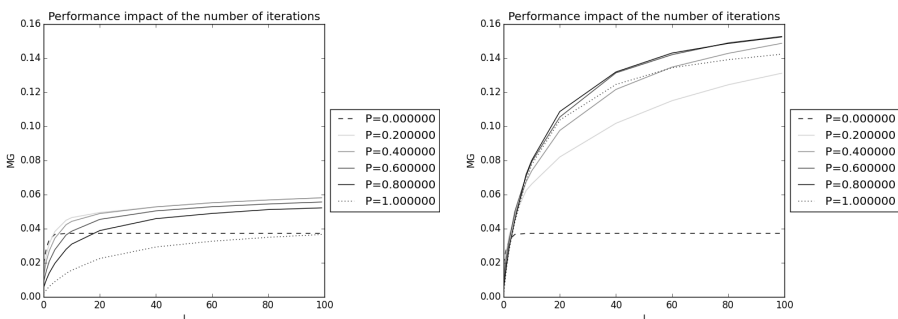 Performance impact of the number of iterations
0.16
0.14
0.12
0.10
0.08
0.06
0.04
0.02
0.00
MG
0 20 40 60 80 100
P=0.000000
P=0.200000
P=0.400000
P=0.600000
P=0.800000
P=1.000000
Performance impact of the number of iterations
0.16
0.14
0.12
0.10
0.08
0.06
0.04
0.02
0.00
MG
0 20 40 60 80 100
P=0.000000
P=0.200000
P=0.400000
P=0.600000
P=0.800000
P=1.000000